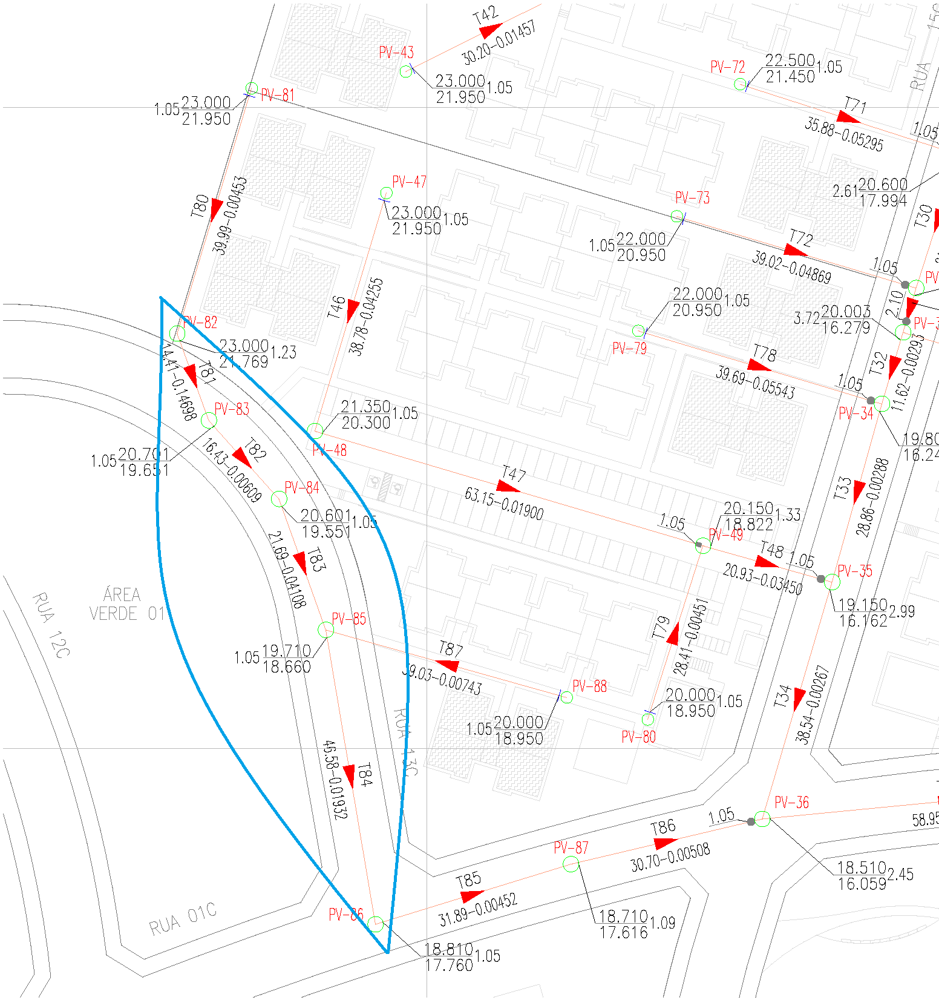 T42
30.20-0.01457
PV-43
23.000 1.05
21.950
PV-72
22.500 1.05
21.450
RUA
PV-81
1.05 23.000
21.950
T71
35.88-0.05295
1.05
PV-47
23.000 1.05
21.950
T80
39.99-0.00453
PV-73
1.05 22.000
20.950
2.61 20.600
17.994
T30
T72
39.02-0.04869
1.05
T46
38.78-0.04255
22.000 1.05
20.950
PV-79
2.10
3.72 20.003
16.279
PV-82
23.000 1.23
21.769
T78
39.69-0.05543
1.05
T32
11.62-0.00293
T81
14.41-0.14698
PV-83
1.05 20.701
19.651
21.350 1.05
20.300
PV-48
PV-34
T82
16.43-0.00609
T47
63.15-0.01900
T33
28.86-0.00288
PV-84
20.601 1.05
19.551
20.150 1.33
18.822
1.05
PV-49
T83
21.69-0.04108
T48
20.93-0.03450
1.05
PV-35
19.150 2.99
16.162
ÁREA
VERDE 01
RUA 12C
PV-85
1.05 19.710
18.660
T87
39.03-0.00743
T79
28.41-0.00451
PV-88
1.05 20.000
18.950
20.000 1.05
18.950
PV-80
T34
38.54-0.00267
RUA 13C
T84
46.58-0.01932
PV-36
1.05
T86
30.70-0.00508
58.95
PV-87
18.510 2.45
16.059
T85
31.89-0.00452
18.710 1.09
17.616
RUA 01C
PV-86
18.810 1.05
17.760